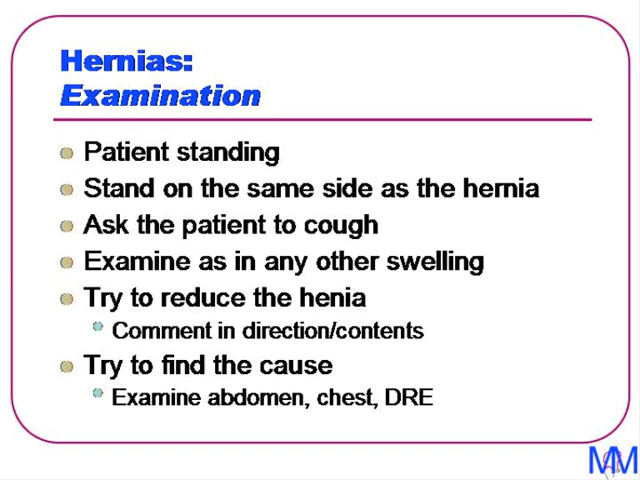 Hernias:
Examination
Patient standing
Stand on the same side as the hernia
Ask the patient to cough
Examine as in any other swelling
Try to reduce the henia
Comment in direction/contents
Try to find the cause
Examine abdomen, chest, DRE
MM